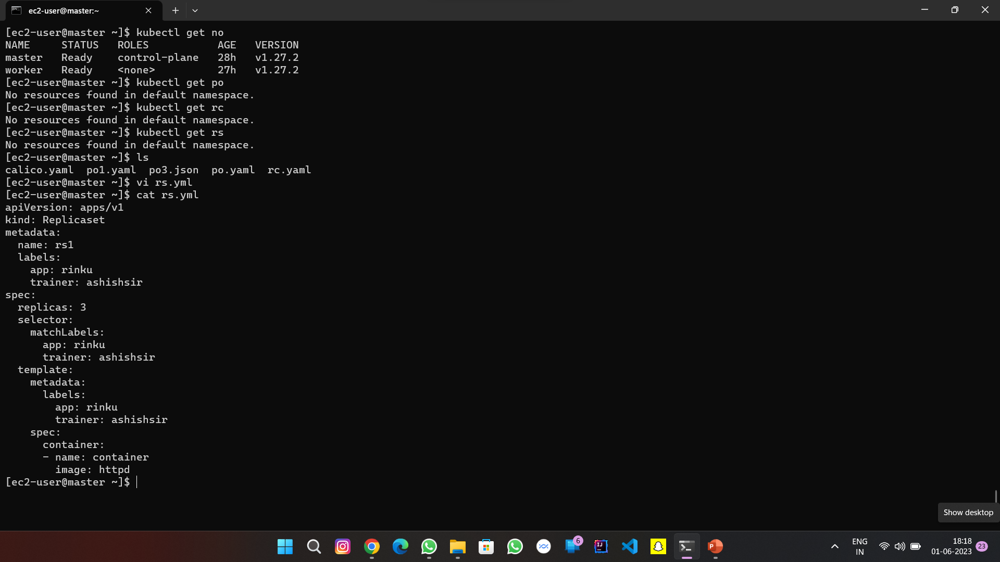 ec2-user@master:~
[ec2-user@master ~]$ kubectl get no
NAME     STATUS   ROLES           AGE   VERSION
master   Ready    control-plane   28h   v1.27.2
worker   Ready    <none>          27h   v1.27.2
[ec2-user@master ~]$ kubectl get po
No resources found in default namespace.
[ec2-user@master ~]$ kubectl get rc
No resources found in default namespace.
[ec2-user@master ~]$ kubectl get rs
No resources found in default namespace.
[ec2-user@master ~]$ ls
calico.yaml  po1.yaml  po3.json  po.yaml  rc.yaml
[ec2-user@master ~]$ vi rs.yml
[ec2-user@master ~]$ cat rs.yml
apiVersion: apps/v1
kind: Replicaset
metadata:
  name: rs1
  labels:
    app: rinku
    trainer: ashishsir
spec:
  replicas: 3
  selector:
    matchLabels:
      app: rinku
      trainer: ashishsir
  template:
    metadata:
      labels:
        app: rinku
        trainer: ashishsir
    spec:
      container:
      - name: container
        image: httpd
[ec2-user@master ~]$
Show desktop
6
IJ
P
ENG
IN
18:18
01-06-2023
23